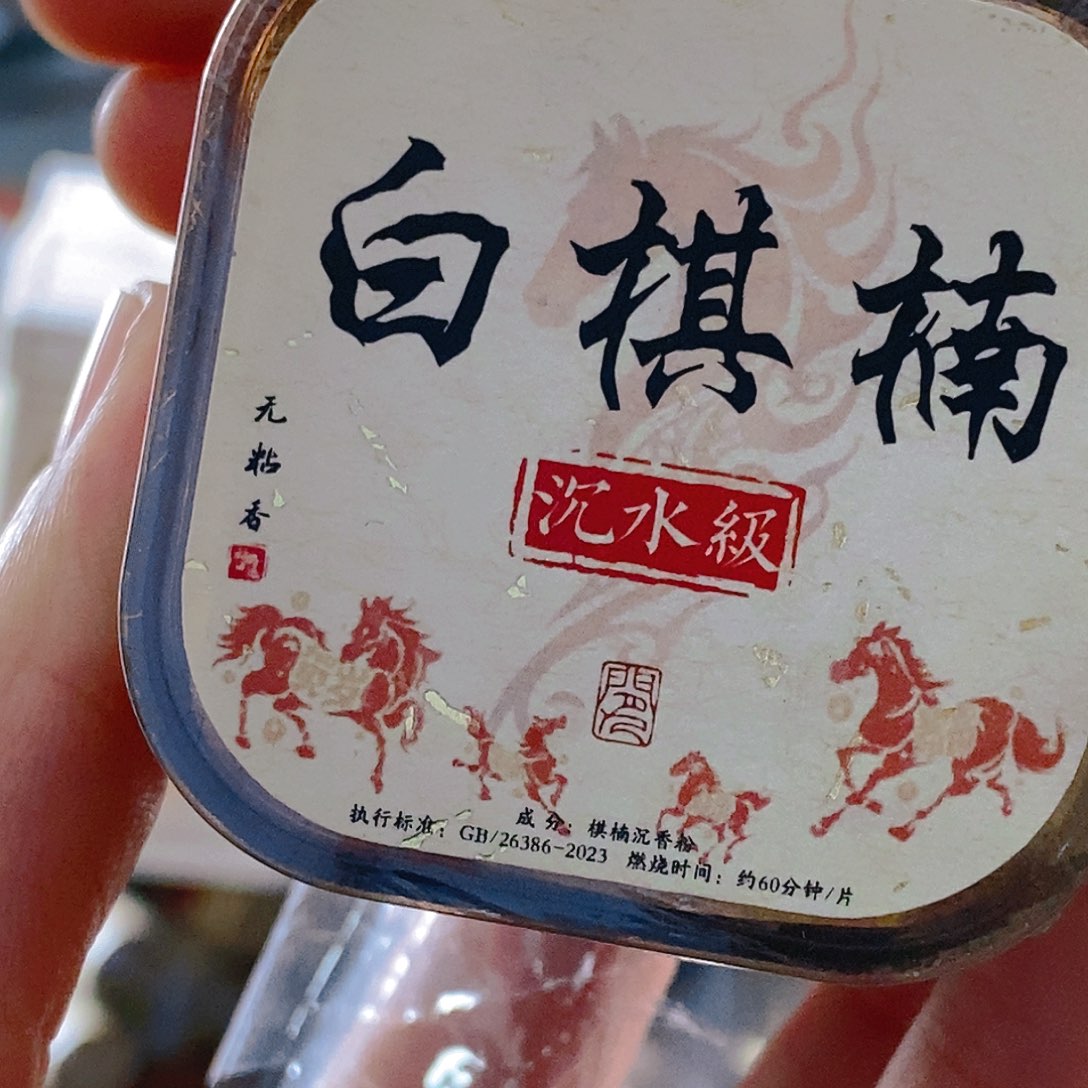 白棋楠
无粘香
沉水級
成分：棋楠沉香粉
执行标准：GB/26386-2023 燃烧时间：约60分钟/片